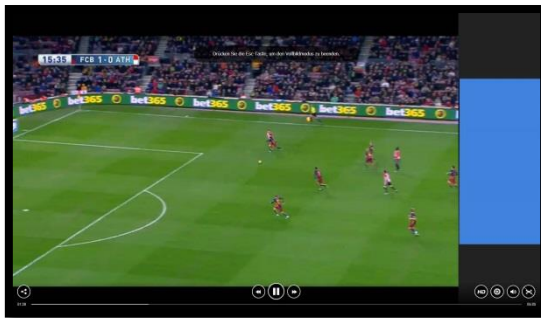 Drücken Sie die Esc-Taste, um den Vollbildmodus zu beenden.
15:35 FCB 1-0 ATH
bet365 bet365 bet365 bet365 bet365 bet365 bet365
HD